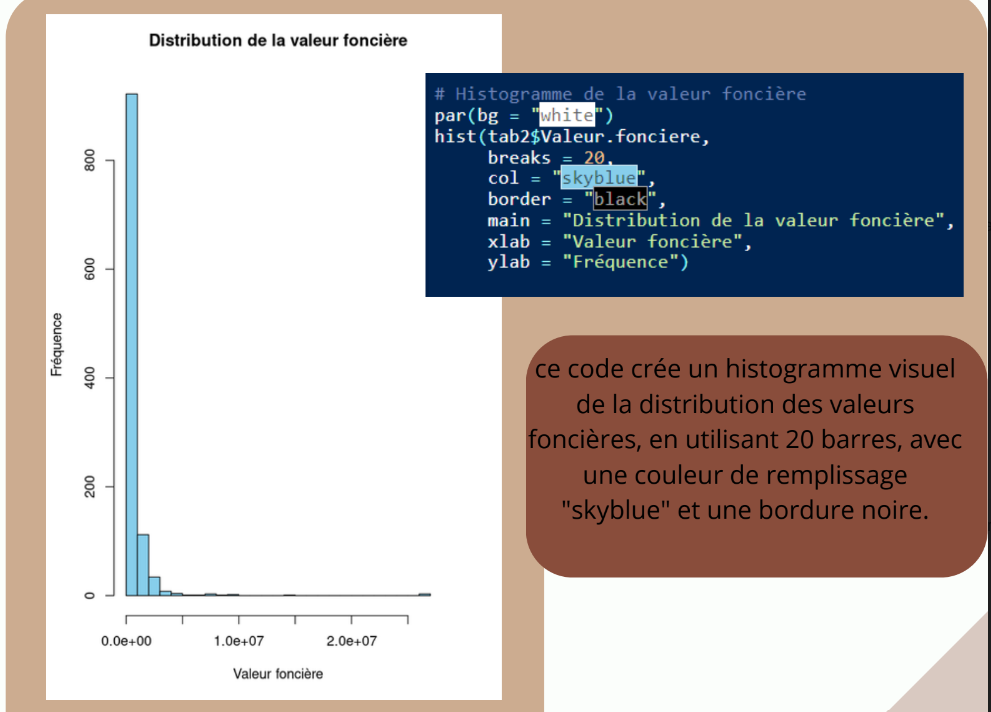 Distribution de la valeur foncière
800
600
400
200
0
Fréquence
0.0e+00 1.0e+07 2.0e+07
Valeur foncière
# Histogramme de la valeur foncière
par(bg = "white")
hist(tab2$Valeur.fonciere,
breaks = 20,
col = "skyblue",
border = "black",
main = "Distribution de la valeur foncière",
xlab = "Valeur foncière",
ylab = "Fréquence")
ce code crée un histogramme visuel
de la distribution des valeurs
foncières, en utilisant 20 barres, avec
une couleur de remplissage
"skyblue" et une bordure noire.